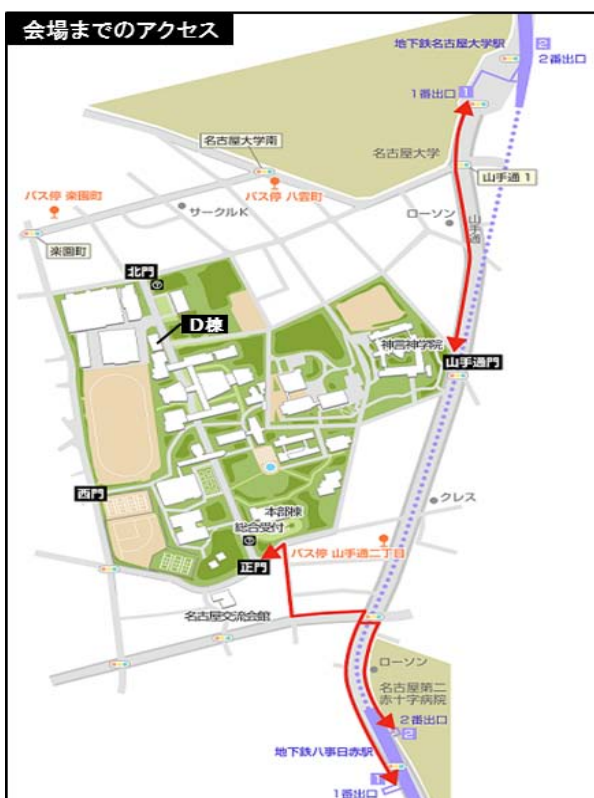 会場までのアクセス
地下鉄名古屋大学駅
2
2番出口
1番出口
1
名古屋大学南
名古屋大学
山手通 1
バス停 楽園町
バス停 八雲町
サークルK
ローソン
山手通
楽園町
北門
D棟
神言神学院
山手通門
西門
クレス
本部棟
総合受付
バス停 山手通二丁目
正門
名古屋交流会館
ローソン
名古屋第二
赤十字病院
2番出口
2
地下鉄八事日赤駅
1
1番出口